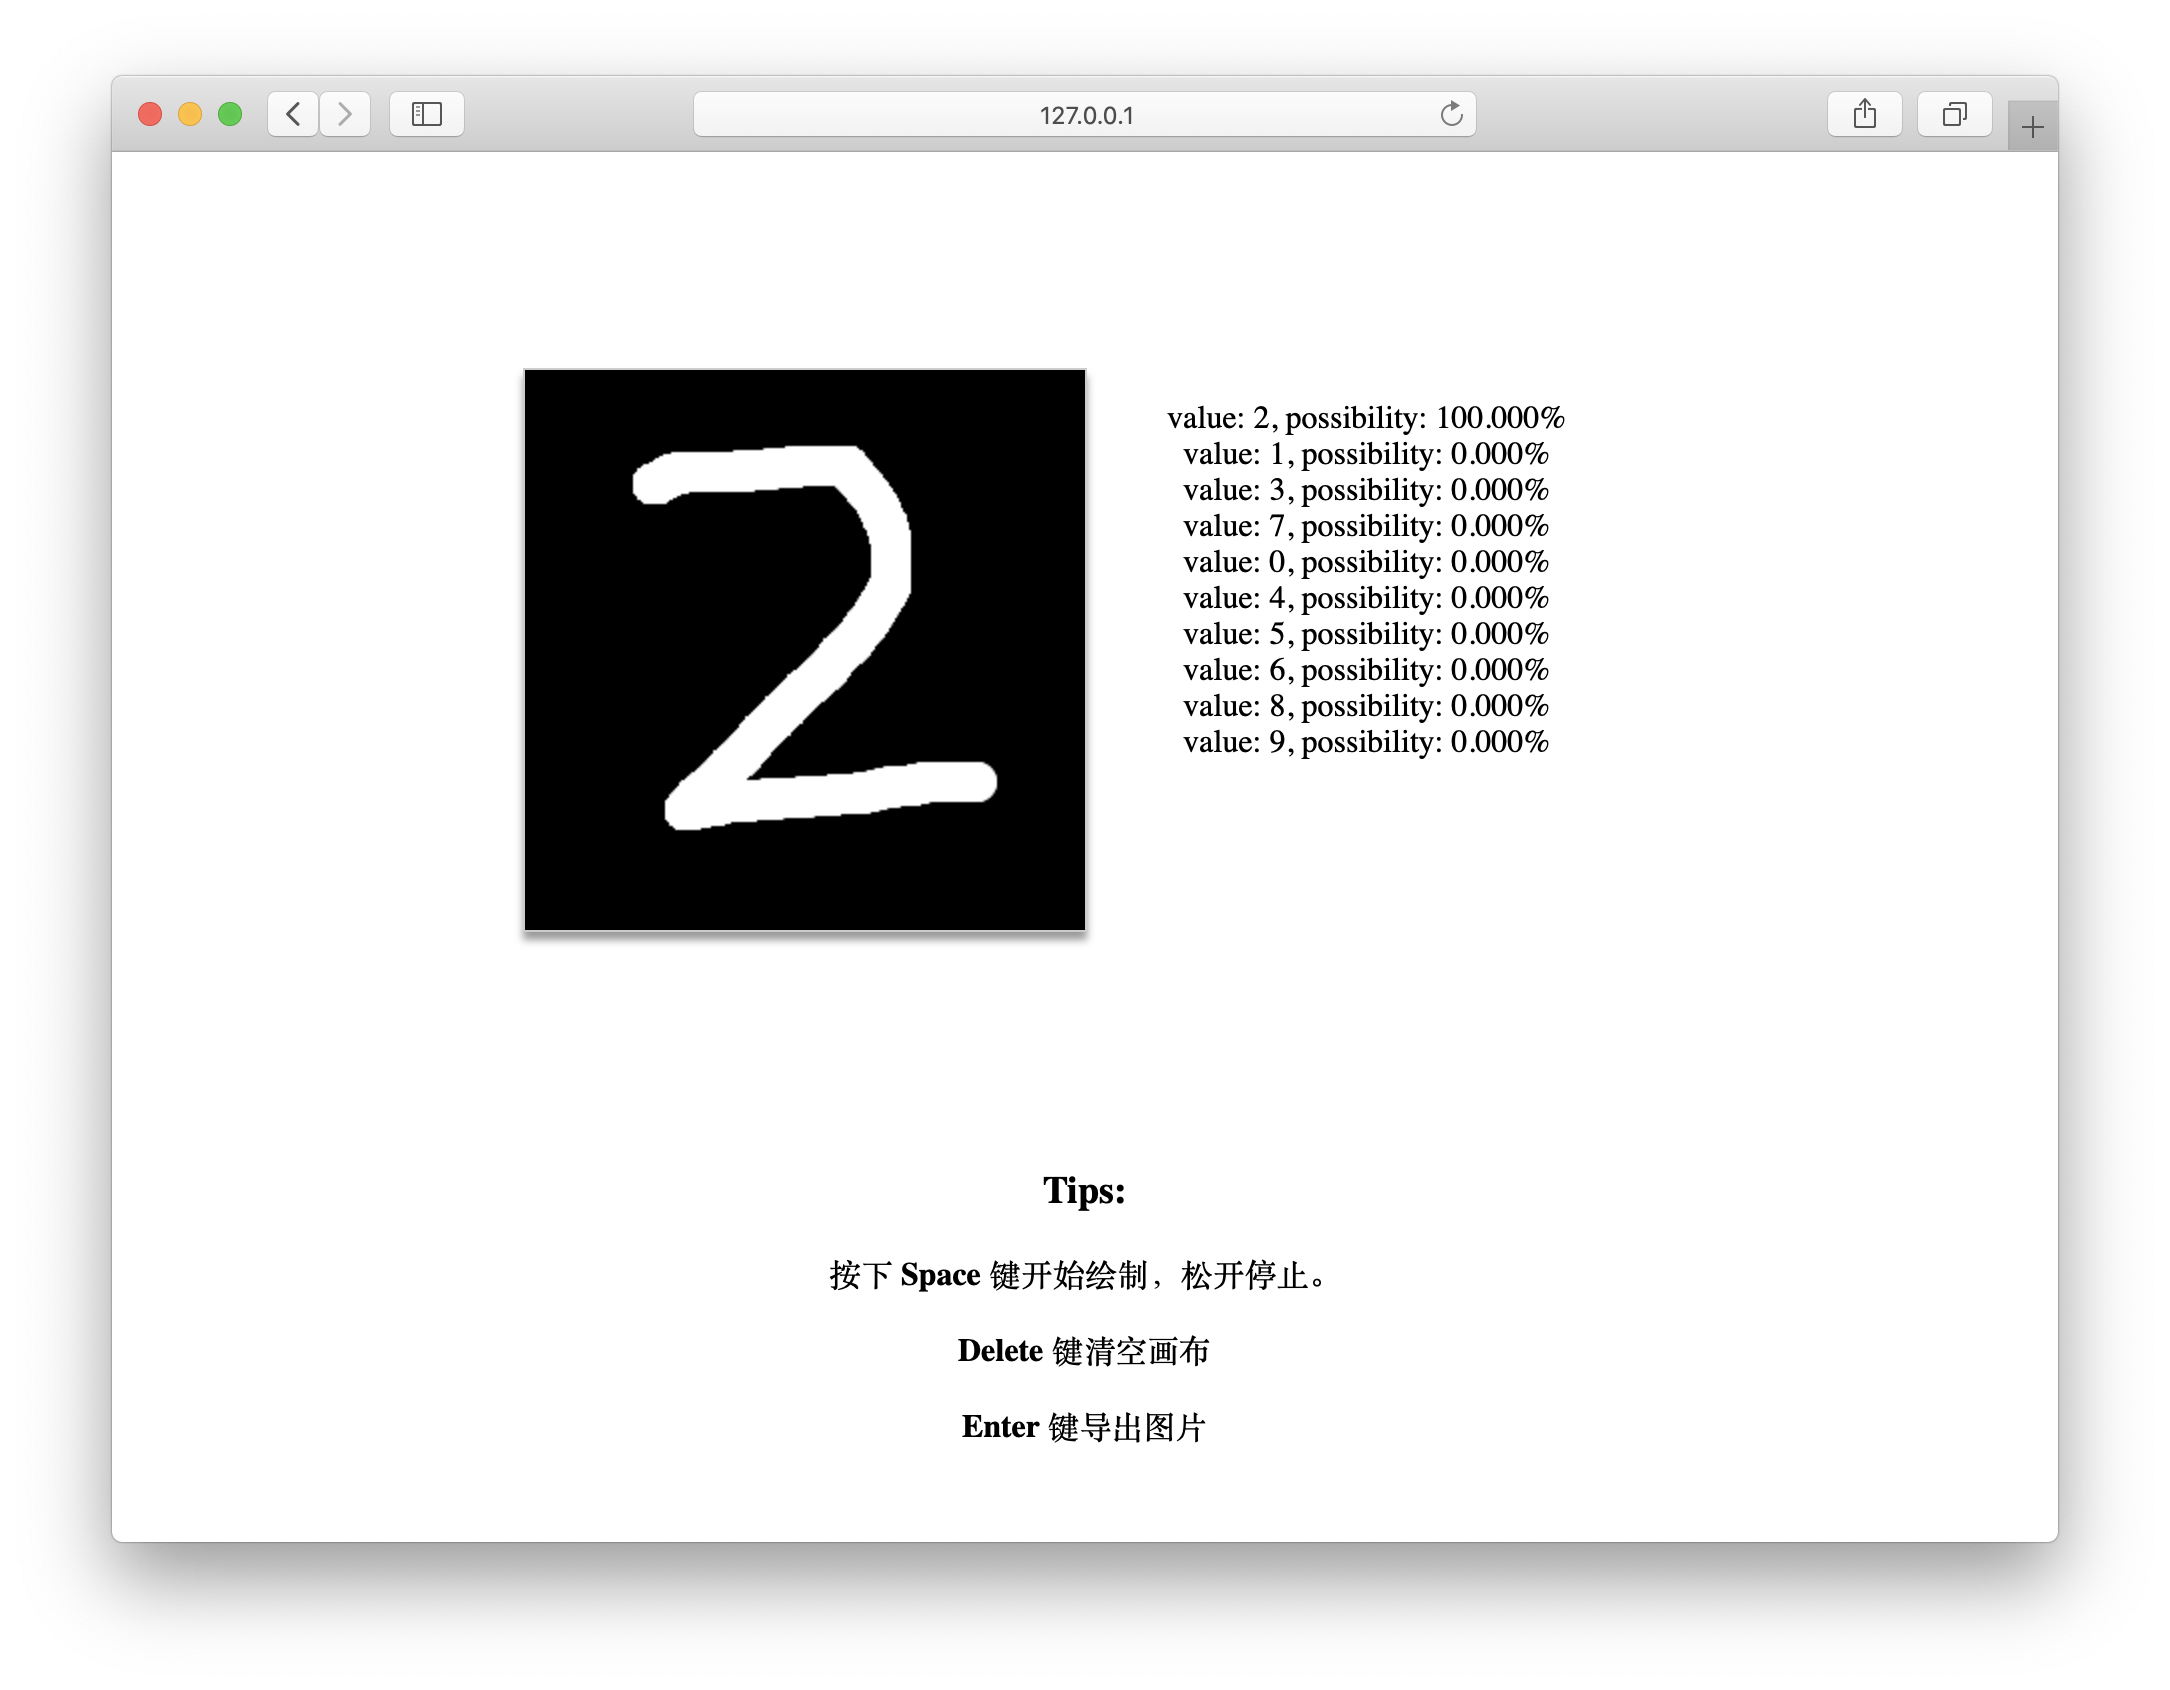 127.0.0.1
2
value: 2, possibility: 100.000%
value: 1, possibility: 0.000%
value: 3, possibility: 0.000%
value: 7, possibility: 0.000%
value: 0, possibility: 0.000%
value: 4, possibility: 0.000%
value: 5, possibility: 0.000%
value: 6, possibility: 0.000%
value: 8, possibility: 0.000%
value: 9, possibility: 0.000%
Tips:
按下 Space 键开始绘制，松开停止。
Delete 键清空画布
Enter 键导出图片